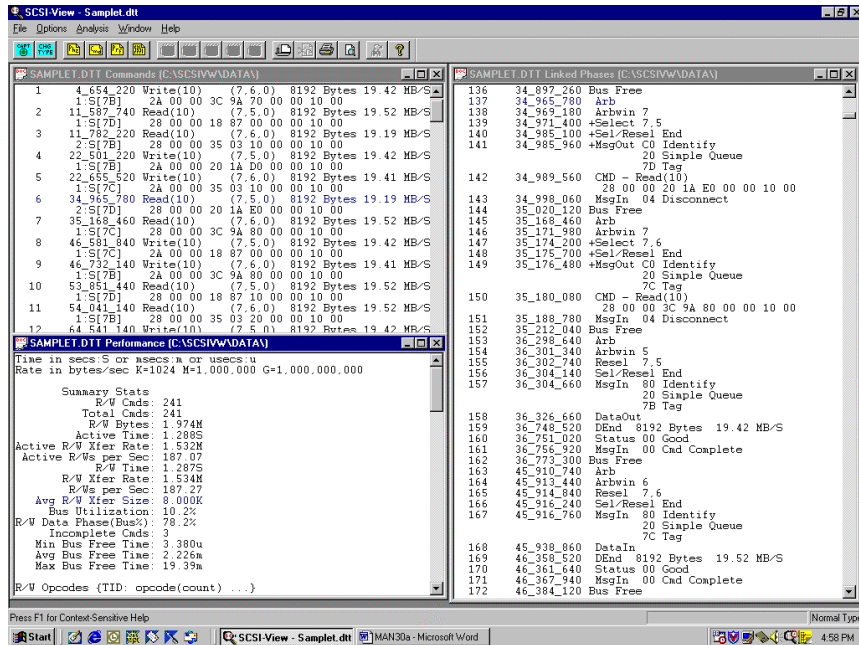 SCSI-View - Samplet.dtt
File Options Analysis Window Help
CAPT CHG TYPE
SAMPLET.DTT Commands (C:\SCSIVW\DATA\)
1 4_654_220 Write(10) (7,6,0) 8192 Bytes 19.42 MB/S
1:S[7D] 2A 00 00 3C 9A 70 00 00 10 00
2 11_587_740 Read(10) (7,5,0) 8192 Bytes 19.52 MB/S
1:S[7D] 28 00 00 18 87 00 00 00 10 00
3 11_782_220 Read(10) (7,6,0) 8192 Bytes 19.19 MB/S
2:S[7B] 28 00 00 35 03 10 00 00 10 00
4 22_501_220 Write(10) (7,5,0) 8192 Bytes 19.42 MB/S
1:S[7B] 2A 00 00 20 1A D0 00 00 10 00
5 22_655_520 Write(10) (7,6,0) 8192 Bytes 19.41 MB/S
1:S[7C] 2A 00 00 35 03 10 00 00 10 00
6 34_965_780 Read(10) (7,5,0) 8192 Bytes 19.19 MB/S
2:S[7D] 28 00 00 20 1A E0 00 00 10 00
7 35_168_460 Read(10) (7,6,0) 8192 Bytes 19.52 MB/S
1:S[7C] 28 00 00 3C 9A 80 00 00 10 00
8 46_581_840 Write(10) (7,5,0) 8192 Bytes 19.42 MB/S
1:S[7C] 2A 00 00 18 87 00 00 00 10 00
9 46_732_140 Write(10) (7,6,0) 8192 Bytes 19.41 MB/S
1:S[7B] 2A 00 00 3C 9A 80 00 00 10 00
10 53_851_440 Read(10) (7,5,0) 8192 Bytes 19.52 MB/S
1:S[7D] 28 00 00 18 87 10 00 00 10 00
11 54_041_140 Read(10) (7,6,0) 8192 Bytes 19.52 MB/S
1:S[7B] 28 00 00 35 03 20 00 00 10 00
12 64_541_140 Write(10) (7,5,0) 8192 Bytes 19.42 MB/S
SAMPLET.DTT Performance (C:\SCSIVW\DATA\)
Time in secs:S or msecs:m or usecs:u
Rate in bytes/sec K=1024 M=1,000,000 G=1,000,000,000
Summary Stats
R/W Cmds: 241
Total Cmds: 241
R/W Bytes: 1.974M
Active Time: 1.288S
Active R/W Xfer Rate: 1.532M
Active R/Ws per Sec: 187.07
R/W Time: 1.287S
R/W Xfer Rate: 1.534M
R/Ws per Sec: 187.27
Avg R/W Xfer Size: 8.000K
Bus Utilization: 10.2%
R/W Data Phase(Bus%): 78.2%
Incomplete Cmds: 3
Min Bus Free Time: 3.380u
Avg Bus Free Time: 2.226m
Max Bus Free Time: 19.39m
R/W Opcodes {TID: opcode(count) ...}
SAMPLET.DTT Linked Phases (C:\SCSIVW\DATA\)
136 34_897_260 Bus Free
137 34_965_780 Arb
138 34_969_180 Arbwin 7
139 34_971_400 +Select 7,5
140 34_985_100 +Sel/Resel End
141 34_985_960 +MsgOut C0 Identify
20 Simple Queue
7D Tag
142 34_989_560 CMD - Read(10)
28 00 00 20 1A E0 00 00 10 00
143 34_998_060 MsgIn 04 Disconnect
144 35_020_120 Bus Free
145 35_168_460 Arb
146 35_171_980 Arbwin 7
147 35_174_200 +Select 7,6
148 35_175_700 +Sel/Resel End
149 35_176_480 +MsgOut C0 Identify
20 Simple Queue
7C Tag
150 35_180_080 CMD - Read(10)
28 00 00 3C 9A 80 00 00 10 00
151 35_188_780 MsgIn 04 Disconnect
152 35_212_040 Bus Free
153 36_298_640 Arb
154 36_301_340 Arbwin 5
155 36_302_740 Resel 7,5
156 36_304_140 Sel/Resel End
157 36_304_660 MsgIn 80 Identify
20 Simple Queue
7B Tag
158 36_326_660 DataOut
159 36_748_520 DEnd 8192 Bytes 19.42 MB/S
160 36_751_020 Status 00 Good
161 36_756_920 MsgIn 00 Cmd Complete
162 36_773_300 Bus Free
163 45_910_740 Arb
164 45_913_440 Arbwin 6
165 45_914_840 Resel 7,6
166 45_916_240 Sel/Resel End
167 45_916_760 MsgIn 80 Identify
20 Simple Queue
7C Tag
168 45_938_860 DataIn
169 46_358_520 DEnd 8192 Bytes 19.52 MB/S
170 46_361_640 Status 00 Good
171 46_367_940 MsgIn 00 Cmd Complete
172 46_384_120 Bus Free
Press F1 for Context-Sensitive Help
Normal Type
Start
SCSI-View - Samplet.dtt
MAN30a - Microsoft Word
4:58 PM